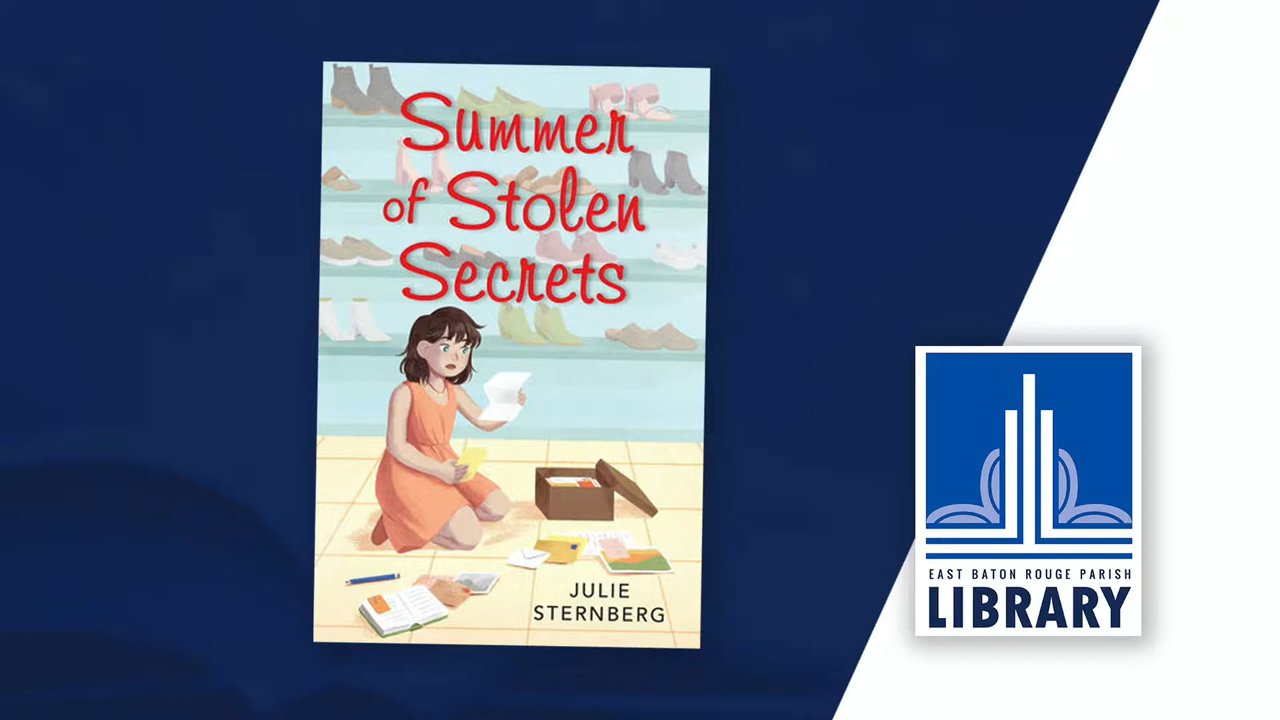 Summer
of Stolen
Secrets
JULIE
STERNBERG
EAST BATON ROUGE PARISH
LIBRARY